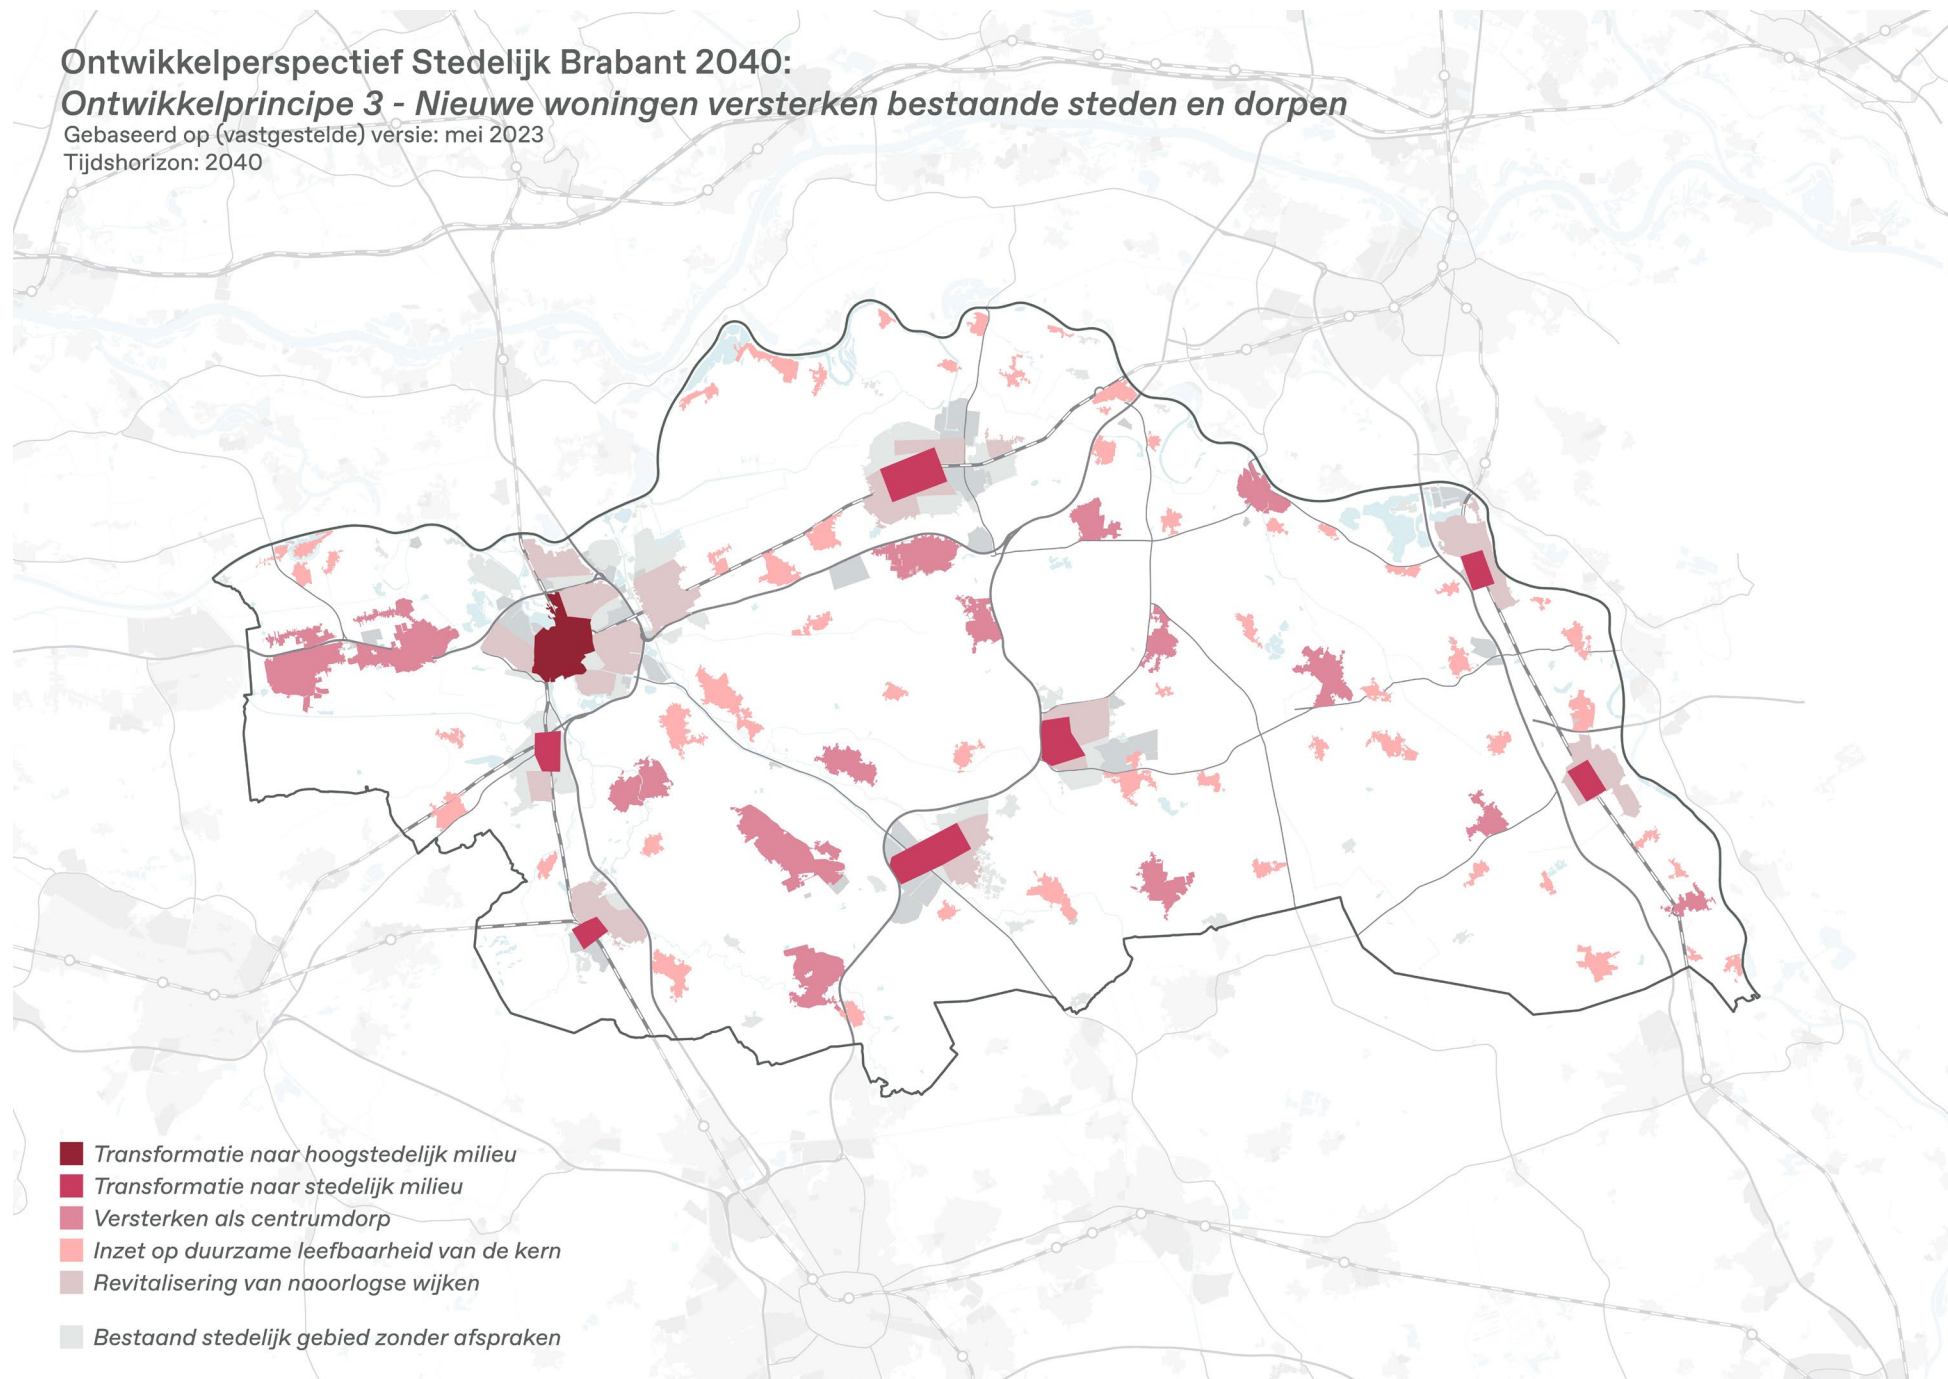 Ontwikkelperspectief Stedelijk Brabant 2040:
Ontwikkelprincipe 3 - Nieuwe woningen versterken bestaande steden en dorpen
Gebaseerd op (vastgestelde) versie: mei 2023
Tijdshorizon: 2040
Transformatie naar hoogstedelijk milieu
Transformatie naar stedelijk milieu
Versterken als centrumdorp
Inzet op duurzame leefbaarheid van de kern
Revitalisering van naoorlogse wijken
Bestaand stedelijk gebied zonder afspraken